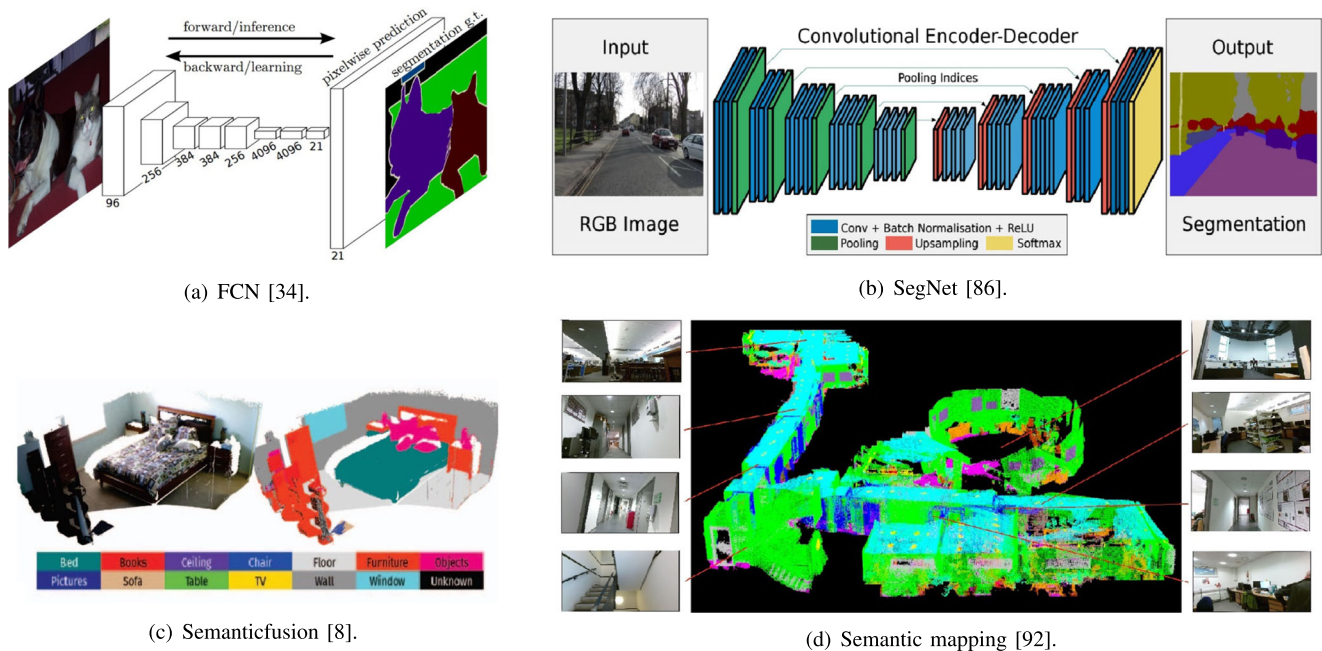 forward/inference
backward/learning
pixelwise prediction
segmentation g.t.
96
256
384
384
256
4096
4096
21
21
(a) FCN [34].
Input
RGB Image
Convolutional Encoder-Decoder
Pooling Indices
Conv + Batch Normalisation + ReLU
Pooling Upsampling Softmax
Output
Segmentation
(b) SegNet [86].
Bed Books Ceiling Chair Floor Furniture Objects
Pictures Sofa Table TV Wall Window Unknown
(c) Semanticfusion [8].
(d) Semantic mapping [92].